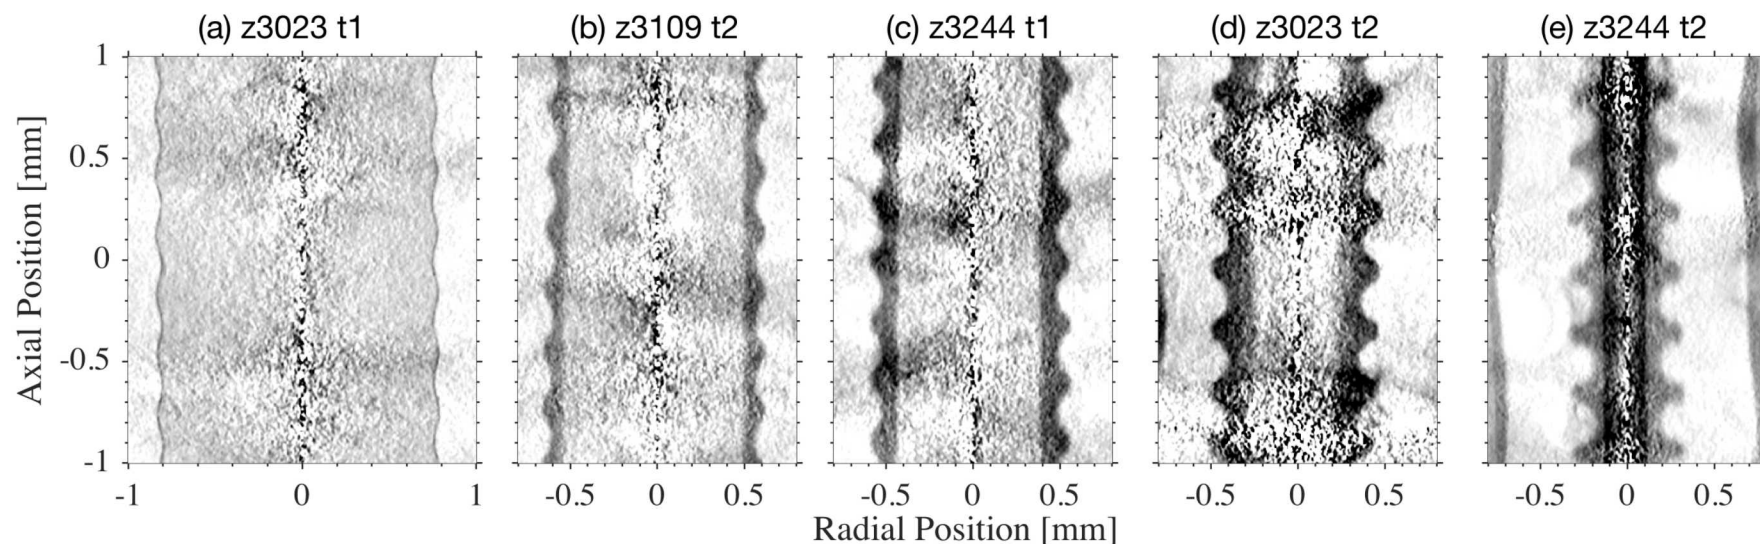 (a) z3023 t1
(b) z3109 t2
(c) z3244 t1
(d) z3023 t2
(e) z3244 t2
Axial Position [mm]
1
0.5
0
-0.5
-1
-1 0 1
-0.5 0 0.5
-0.5 0 0.5
-0.5 0 0.5
-0.5 0 0.5
Radial Position [mm]